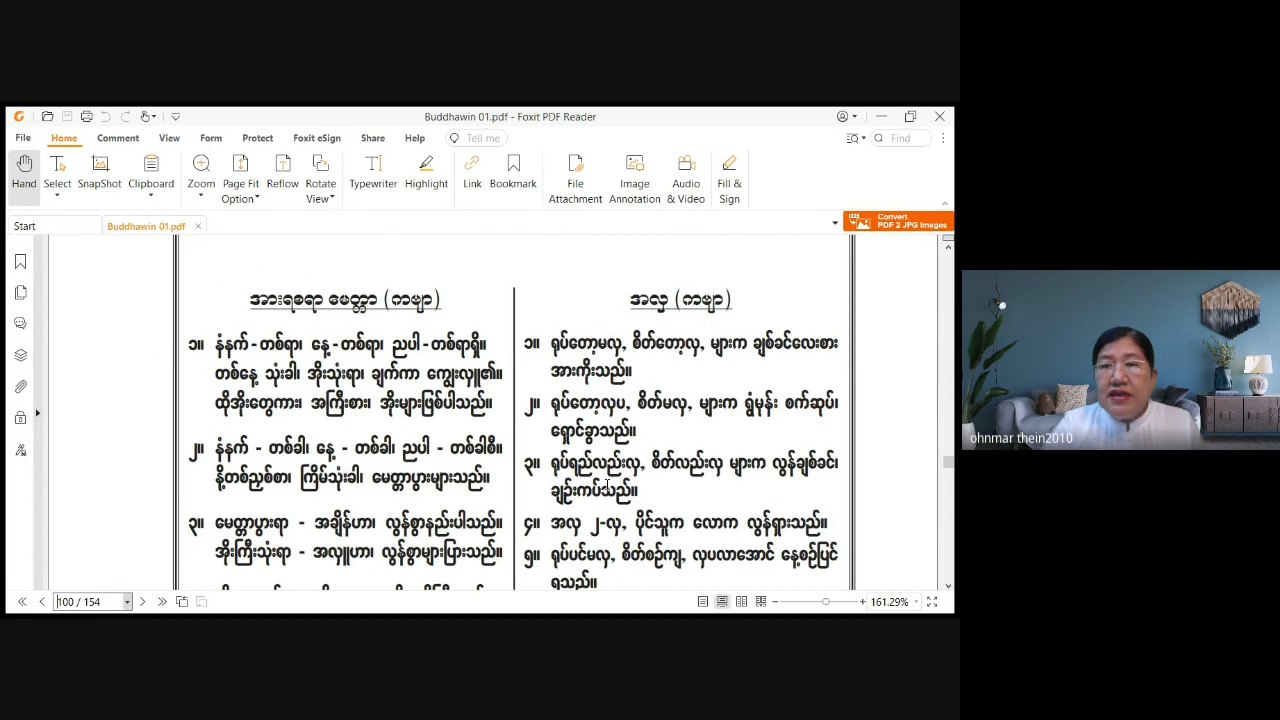 Buddhawin 01.pdf - Foxit PDF Reader
File Home Comment View Form Protect Foxit eSign Share Help Tell me Find
Hand Select SnapShot Clipboard Zoom Page Fit Option Reflow Rotate View Typewriter Highlight Link Bookmark File Attachment Image Annotation Audio & Video Fill & Sign
Start Buddhawin 01.pdf
Convert
PDF 2 JPG Images
အားရစရာ မေတ္တာ (ကဗျာ)
၁။ နံနက်-တစ်ရာ၊ နေ့-တစ်ရာ၊ ညပါ-တစ်ရာရှိ။
တစ်နေ့ သုံးခါ၊ အိုးသုံးရာ၊ ချက်ကာ ကျွေးလှူ၏။
ထိုအိုးတွေကား၊ အကြီးစား၊ အိုးများဖြစ်ပါသည်။
၂။ နံနက် - တစ်ခါ၊ နေ့ - တစ်ခါ၊ ညပါ - တစ်ခါစီ။
နို့တစ်ညှစ်စာ၊ ကြိမ်သုံးခါ၊ မေတ္တာပွားများသည်။
၃။ မေတ္တာပွားရာ - အချိန်ဟာ၊ လွန်စွာနည်းပါသည်။
အိုးကြီးသုံးရာ - အလှူဟာ၊ လွန်စွာများပြားသည်။
အလှ (ကဗျာ)
၁။ ရုပ်တော့မလှ, စိတ်တော့လှ, များက ချစ်ခင်လေးစား
အားကိုးသည်။
၂။ ရုပ်တော့လှပ, စိတ်မလှ, များက ရွံမုန်း စက်ဆုပ်၊
ရှောင်ခွာသည်။
၃။ ရုပ်ရည်လည်းလှ, စိတ်လည်းလှ များက လွန်ချစ်ခင်၊
ချဉ်းကပ်သည်။
၄။ အလှ ၂-လှ, ပိုင်သူက လောက လွန်ရှားသည်။
၅။ ရုပ်ပင်မလှ, စိတ်စဉ်ကျ, လှပလာအောင် နေ့စဉ်ပြင်
ရသည်။
100 / 154
161.29%
ohnmar thein2010